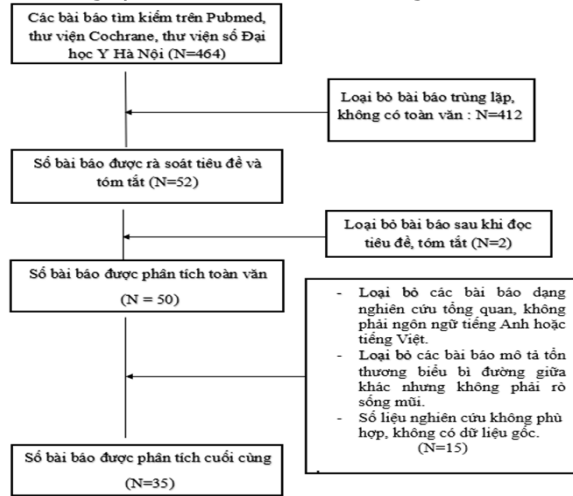 Các bài báo tìm kiếm trên Pubmed,
thư viện Cochrane, thư viện số Đại
học Y Hà Nội (N=464)
Loại bỏ bài báo trùng lặp,
không có toàn văn : N=412
Số bài báo được rà soát tiêu đề và
tóm tắt (N=52)
Loại bỏ bài báo sau khi đọc
tiêu đề, tóm tắt (N=2)
Số bài báo được phân tích toàn văn
(N = 50)
- Loại bỏ các bài báo dạng
nghiên cứu tổng quan, không
phải ngôn ngữ tiếng Anh hoặc
tiếng Việt.
- Loại bỏ các bài báo mô tả tổn
thương biểu bì đường giữa
khác nhưng không phải rò
sống mũi.
- Số liệu nghiên cứu không phù
hợp, không có dữ liệu gốc.
(N=15)
Số bài báo được phân tích cuối cùng
(N=35)